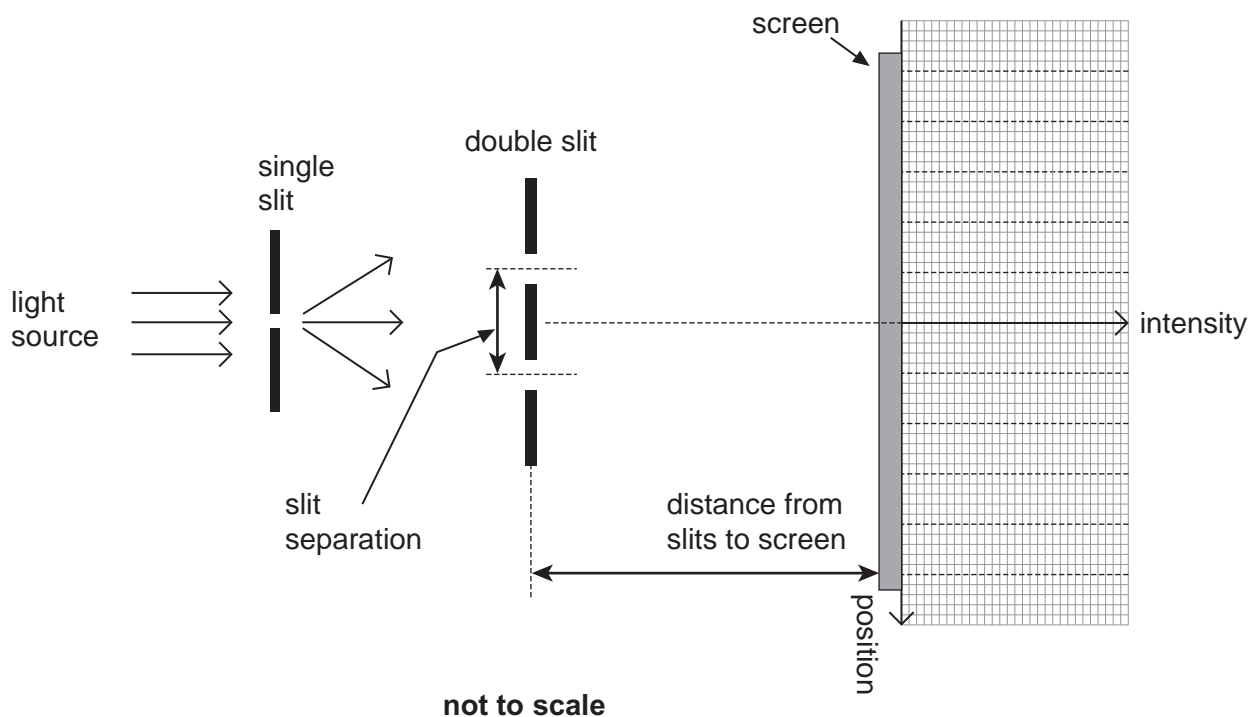 screen
double slit
single
slit
light
source
intensity
slit
separation
distance from
slits to screen
position
not to scale